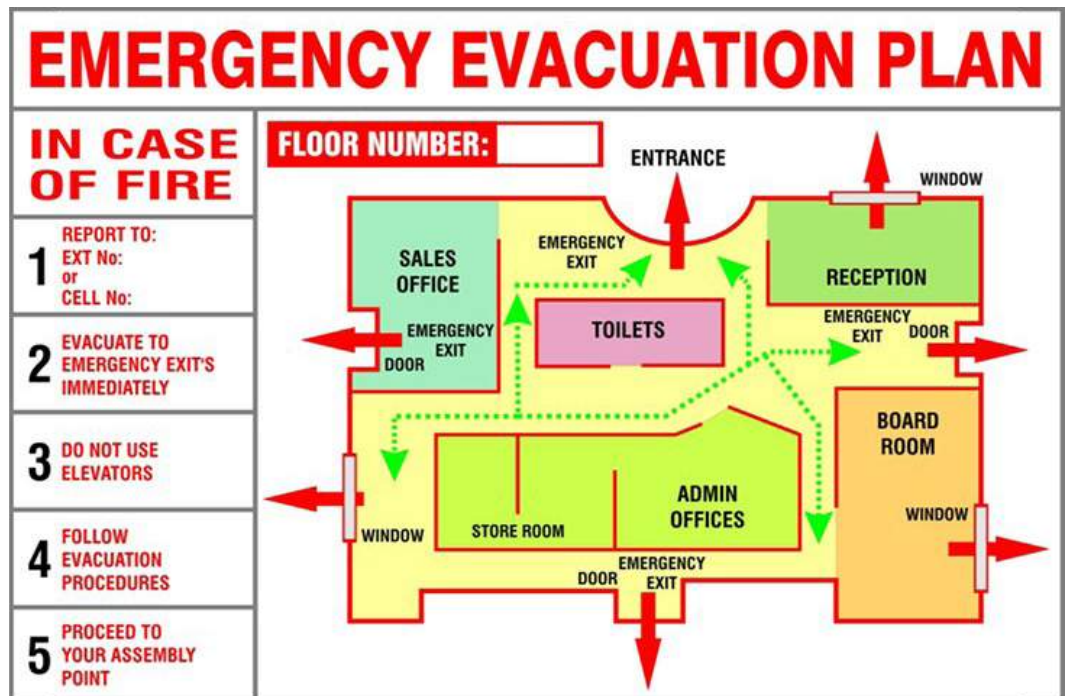 EMERGENCY EVACUATION PLAN
IN CASE
OF FIRE
1
REPORT TO:
EXT No:
or
CELL No:
2
EVACUATE TO
EMERGENCY EXIT'S
IMMEDIATELY
3
DO NOT USE
ELEVATORS
4
FOLLOW
EVACUATION
PROCEDURES
5
PROCEED TO
YOUR ASSEMBLY
POINT
FLOOR NUMBER:
ENTRANCE
WINDOW
SALES
OFFICE
EMERGENCY
EXIT
RECEPTION
TOILETS
EMERGENCY
EXIT
DOOR
EMERGENCY
EXIT
DOOR
BOARD
ROOM
ADMIN
OFFICES
STORE ROOM
WINDOW
WINDOW
EMERGENCY
EXIT
DOOR